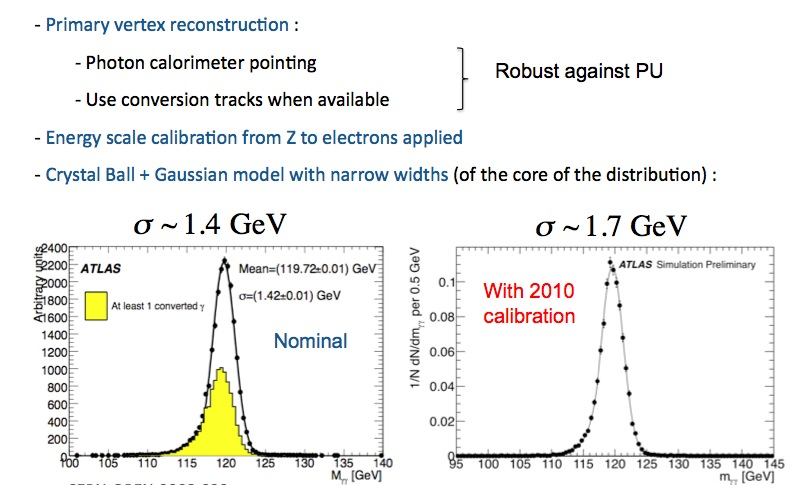 - Primary vertex reconstruction :
- Photon calorimeter pointing
- Use conversion tracks when available
Robust against PU
- Energy scale calibration from Z to electrons applied
- Crystal Ball + Gaussian model with narrow widths (of the core of the distribution) :
σ ~ 1.4 GeV
Arbitrary units
2400
2200
2000
1800
1600
1400
1200
1000
800
600
400
200
0
ATLAS
Mean=(119.72±0.01) GeV
σ=(1.42±0.01) GeV
At least 1 converted γ
Nominal
100 105 110 115 120 125 130 135 140
Mγγ [GeV]
σ ~ 1.7 GeV
1/N dN/dmγγ per 0.5 GeV
0.1
0.08
0.06
0.04
0.02
0
ATLAS Simulation Preliminary
With 2010
calibration
95 100 105 110 115 120 125 130 135 140 145
mγγ [GeV]